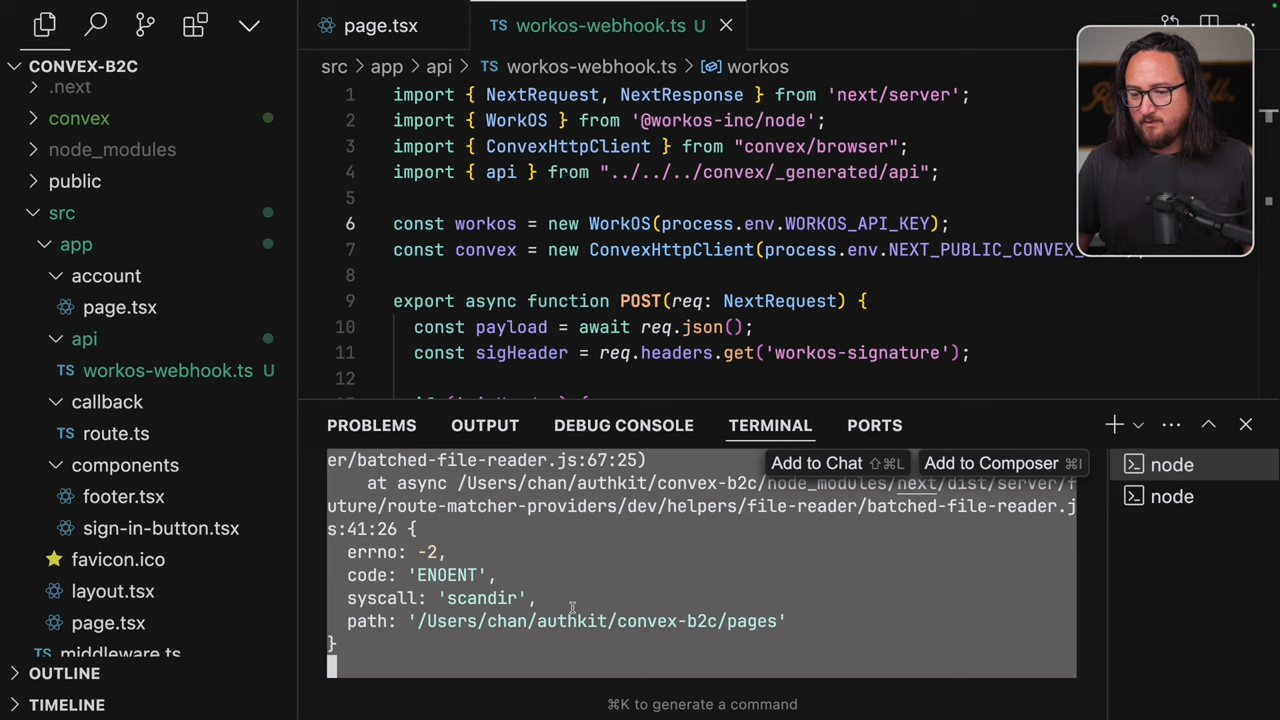 page.tsx
TS workos-webhook.ts U
CONVEX-B2C
.next
convex
node_modules
public
src
app
account
page.tsx
api
TS workos-webhook.ts U
callback
TS route.ts
components
footer.tsx
sign-in-button.tsx
favicon.ico
layout.tsx
page.tsx
middleware.ts
OUTLINE
TIMELINE
src > app > api > TS workos-webhook.ts > workos
1 import { NextRequest, NextResponse } from 'next/server';
2 import { WorkOS } from '@workos-inc/node';
3 import { ConvexHttpClient } from "convex/browser";
4 import { api } from "../../../convex/_generated/api";
5
6 const workos = new WorkOS(process.env.WORKOS_API_KEY);
7 const convex = new ConvexHttpClient(process.env.NEXT_PUBLIC_CONVEX_
8
9 export async function POST(req: NextRequest) {
10 const payload = await req.json();
11 const sigHeader = req.headers.get('workos-signature');
12
PROBLEMS OUTPUT DEBUG CONSOLE TERMINAL PORTS
er/batched-file-reader.js:67:25)
Add to Chat ⇧⌘L Add to Composer ⌘I
at async /Users/chan/authkit/convex-b2c/node_modules/next/dist/server/f
uture/route-matcher-providers/dev/helpers/file-reader/batched-file-reader.j
s:41:26 {
errno: -2,
code: 'ENOENT',
syscall: 'scandir',
path: '/Users/chan/authkit/convex-b2c/pages'
}
node
node
⌘K to generate a command